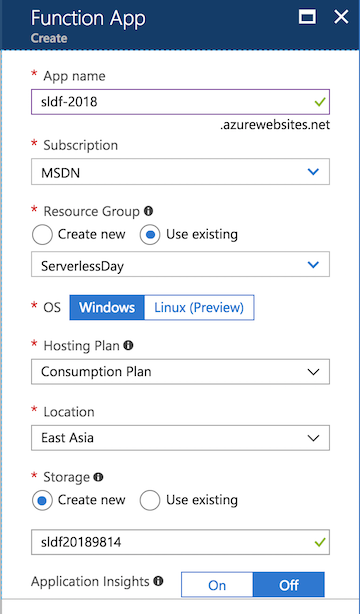 Function App
Create
* App name
sldf-2018
.azurewebsites.net
* Subscription
MSDN
* Resource Group
Create new Use existing
ServerlessDay
* OS Windows Linux (Preview)
* Hosting Plan
Consumption Plan
* Location
East Asia
* Storage
Create new Use existing
sldf20189814
Application Insights On Off